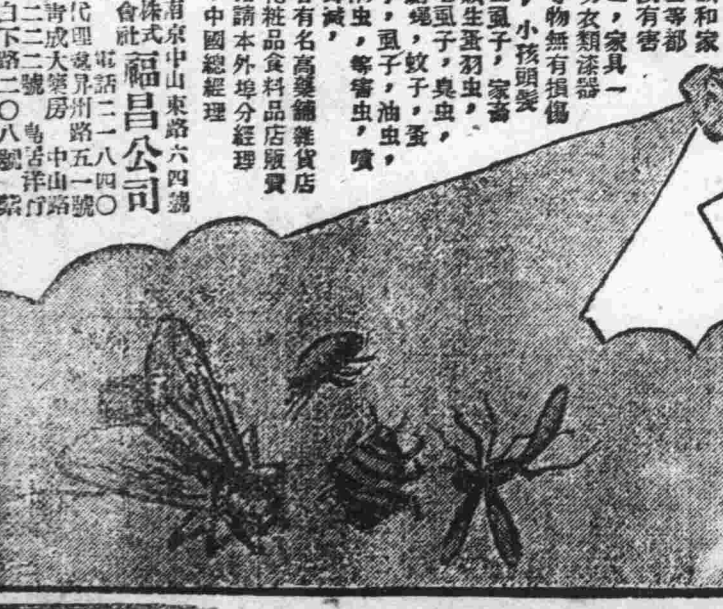 和家
等都
有害
，家具一
切衣類漆器
等物無有損傷
，小孩頭髮
虱子，家畜
生蛋羽虫，
蠅，蚊子，蚤
虱子，臭虫，
，虱子，油虫，
虫，等害虫，噴
滅，
有名高藥舖雜貨店
化粧品食料品店販賣
請本外埠分經理
中國總經理
南京中山東路六四號
株式會社 福昌公司
電話二一八四〇
代理 昇州路五一號
青成大藥房 中山路
二二二號 洋行
白下路二〇八號